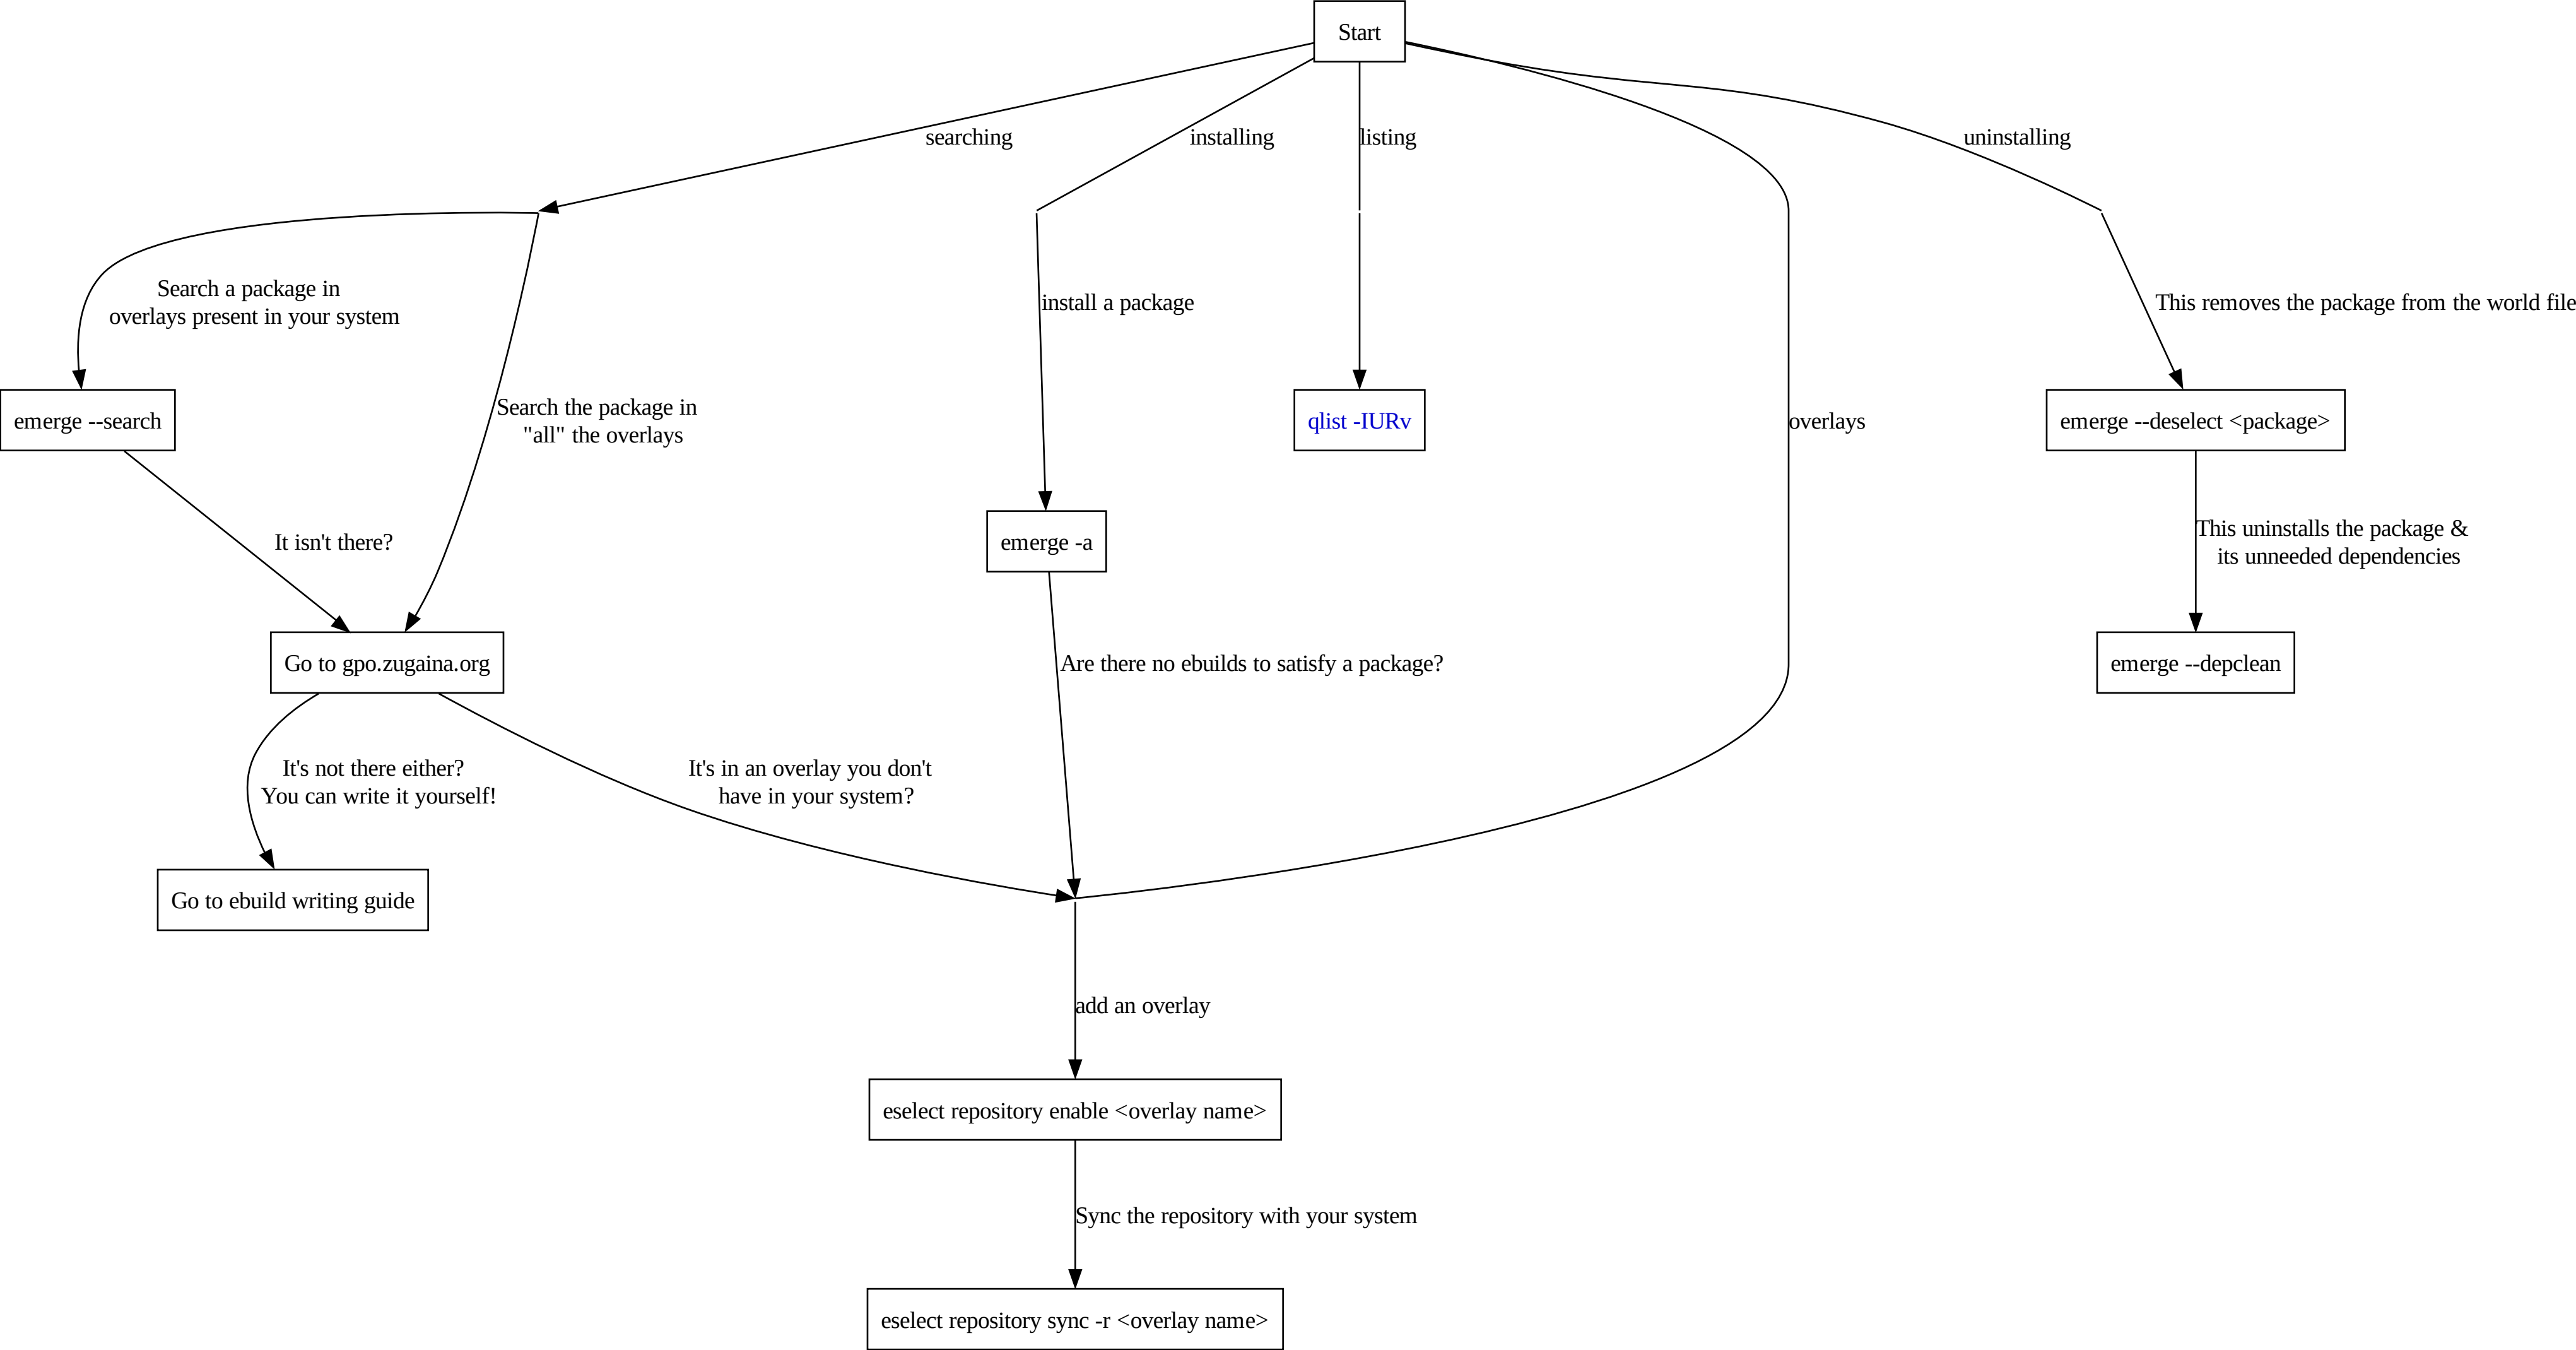 Start
searching
installing
listing
uninstalling
Search a package in
overlays present in your system
install a package
This removes the package from the world file
Search the package in
"all" the overlays
emerge --search
qlist -IURv
overlays
emerge --deselect <package>
It isn't there?
emerge -a
This uninstalls the package &
its unneeded dependencies
Go to gpo.zugaina.org
Are there no ebuilds to satisfy a package?
emerge --depclean
It's not there either?
You can write it yourself!
It's in an overlay you don't
have in your system?
Go to ebuild writing guide
add an overlay
eselect repository enable <overlay name>
Sync the repository with your system
eselect repository sync -r <overlay name>